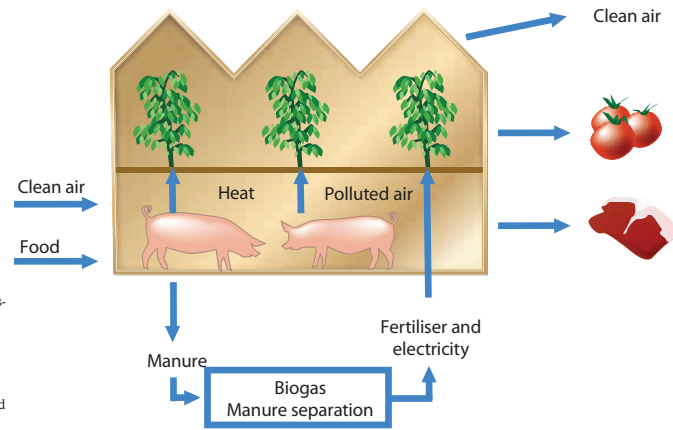 Clean air
Clean air
Heat
Polluted air
Food
s-
Fertiliser and
electricity
Manure
Biogas
Manure separation
d